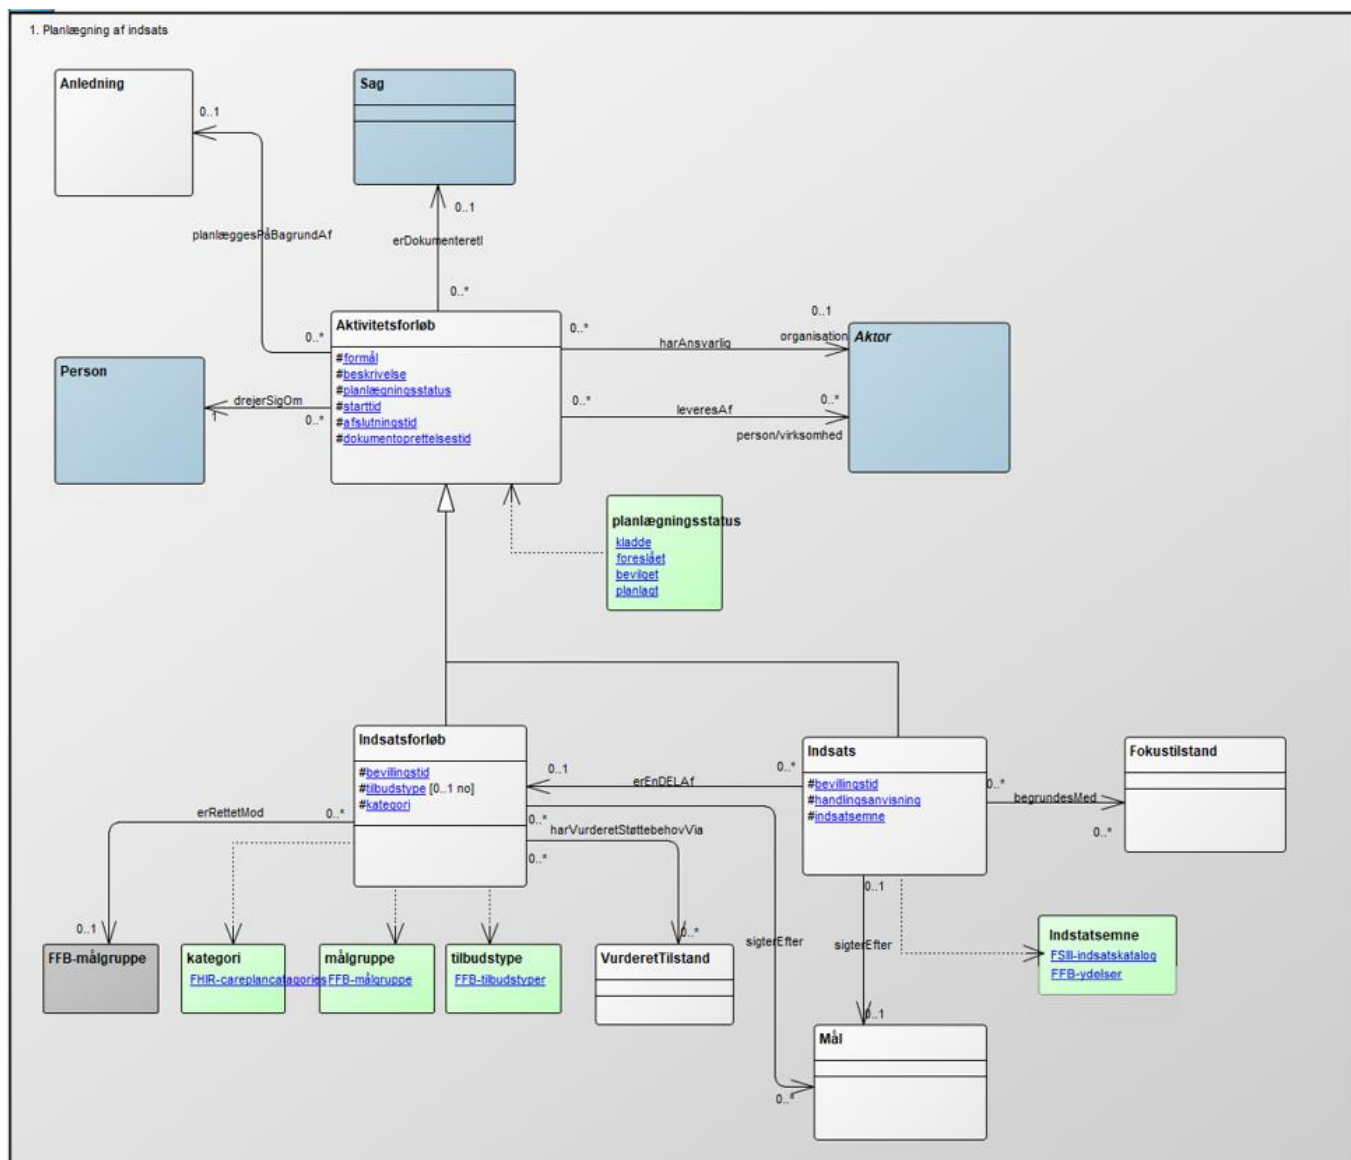 1. Planlægning af indsats
Anledning
0..1
Sag
0..1
planlæggesPåBagrundAf
erDokumenteretI
0..*
0..*
Aktivitetsforløb
#formål
#beskrivelse
#planlægningsstatus
#starttid
#afslutningstid
#dokumentoprettelsestid
0..*
harAnsvarlig
0..1
organisation
Aktør
Person
drejerSigOm
1
0..*
0..*
leveresAf
0..*
person/virksomhed
planlægningsstatus
kladde
foreslået
bevilget
planlagt
Indsatsforløb
#bevillingstid
#tilbudstype [0..1 no]
#kategori
0..1
erEnDELAf
0..*
Indsats
#bevillingstid
#handlingsanvisning
#indsatsemne
0..*
begrundesMed
0..*
Fokustilstand
erRettetMod
0..*
0..*
harVurderetStøttebehovVia
0..*
0..1
0..1
FFB-målgruppe
kategori
FHIR-careplancatagories
målgruppe
FFB-målgruppe
tilbudstype
FFB-tilbudstyper
0..*
VurderetTilstand
sigterEfter
sigterEfter
Indstatsemne
FSIII-indsatskatalog
FFB-ydelser
0..1
Mål
0..*